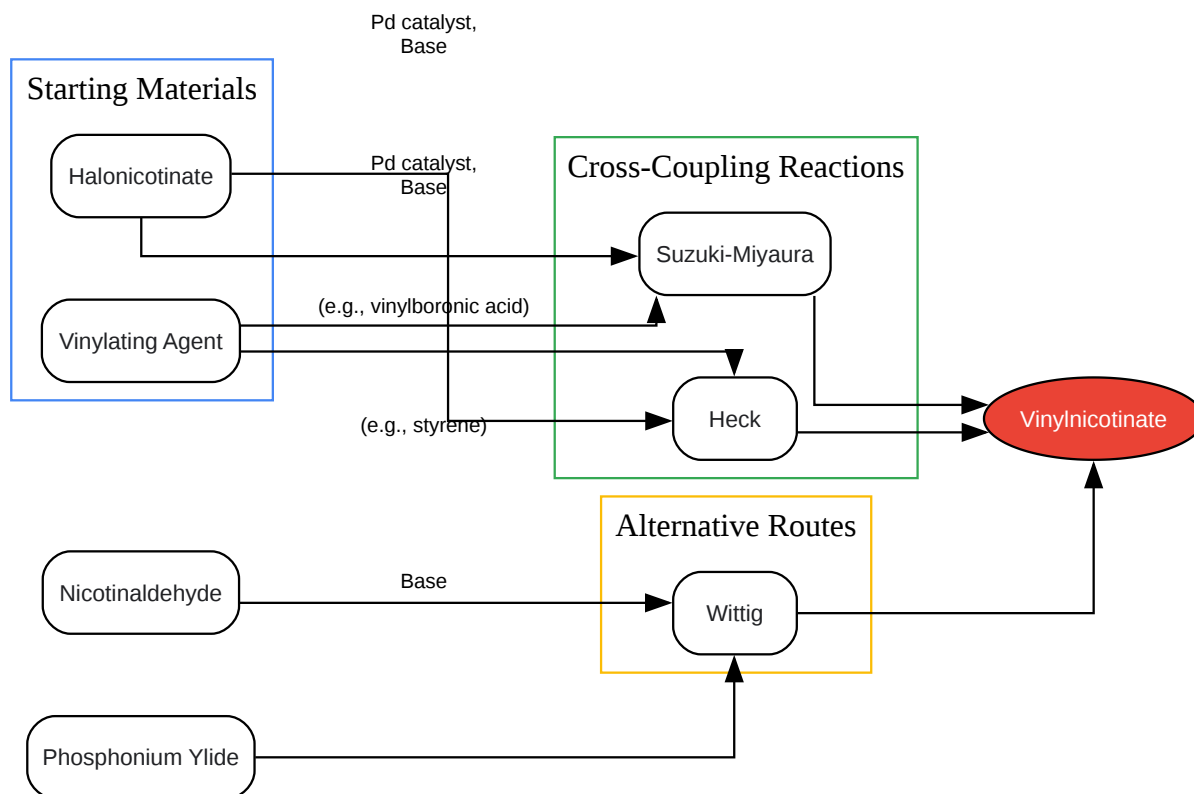 Pd catalyst,
Base
Starting Materials
Halonicotinate
Pd catalyst,
Base
Cross-Coupling Reactions
Suzuki-Miyaura
(e.g., vinylboronic acid)
Vinylating Agent
(e.g., styrene)
Heck
Vinylnicotinate
Alternative Routes
Nicotinaldehyde
Base
Wittig
Phosphonium Ylide